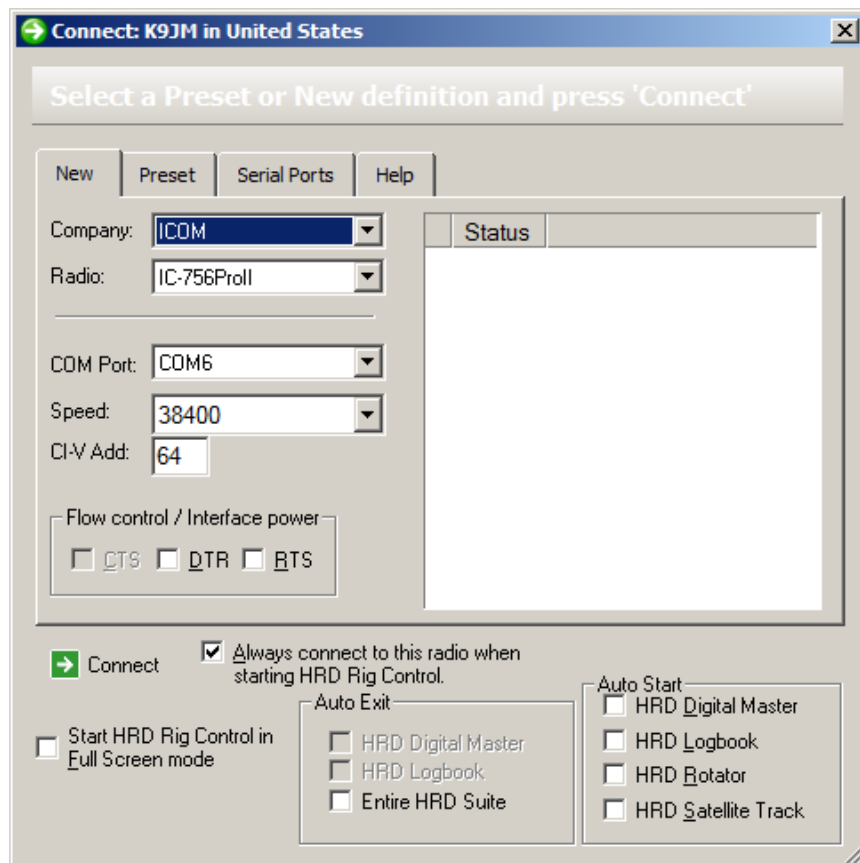 Connect: K9JM in United States
Select a Preset or New definition and press 'Connect'
New
Preset
Serial Ports
Help
Company:
ICOM
Radio:
IC-756ProII
COM Port:
COM6
Speed:
38400
CI-V Add:
64
Flow control / Interface power
CTS
DTR
RTS
Status
Connect
Always connect to this radio when
starting HRD Rig Control.
Start HRD Rig Control in
Full Screen mode
Auto Exit
HRD Digital Master
HRD Logbook
Entire HRD Suite
Auto Start
HRD Digital Master
HRD Logbook
HRD Rotator
HRD Satellite Track